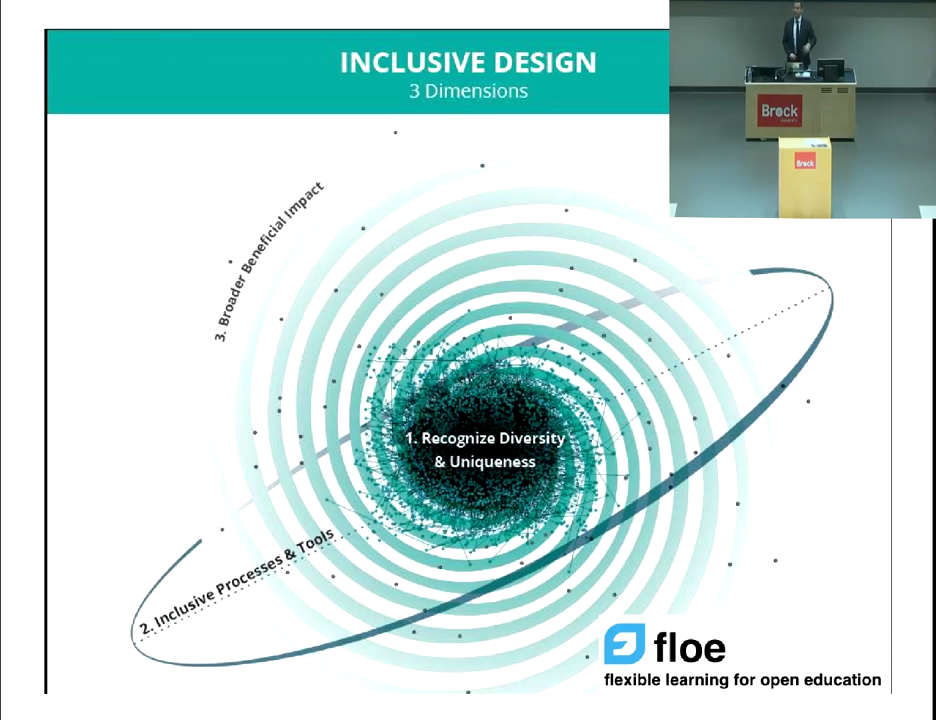 INCLUSIVE DESIGN
3 Dimensions
Brock
University
Brock
3. Broader Beneficial Impact
1. Recognize Diversity
& Uniqueness
2. Inclusive Processes & Tools
floe
flexible learning for open education